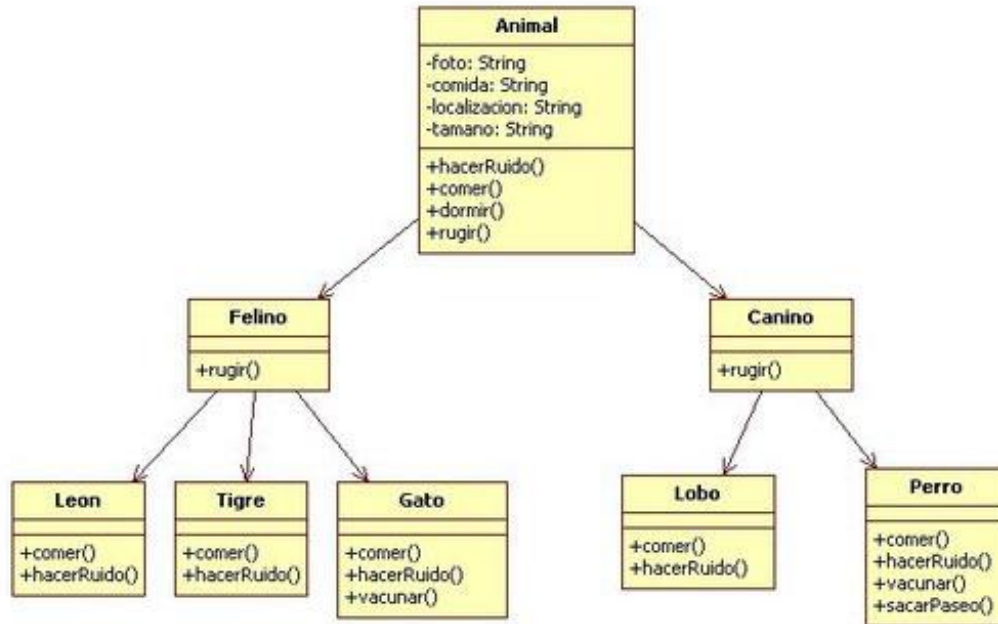 Animal
-foto: String
-comida: String
-localizacion: String
-tamano: String
+hacerRuido()
+comer()
+dormir()
+rugir()
Felino
+rugir()
Canino
+rugir()
Leon
+comer()
+hacerRuido()
Tigre
+comer()
+hacerRuido()
Gato
+comer()
+hacerRuido()
+vacunar()
Lobo
+comer()
+hacerRuido()
Perro
+comer()
+hacerRuido()
+vacunar()
+sacarPaseo()